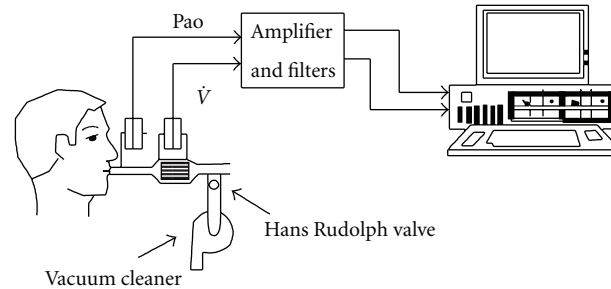 Pao
Amplifier
and filters
V̇
Hans Rudolph valve
Vacuum cleaner